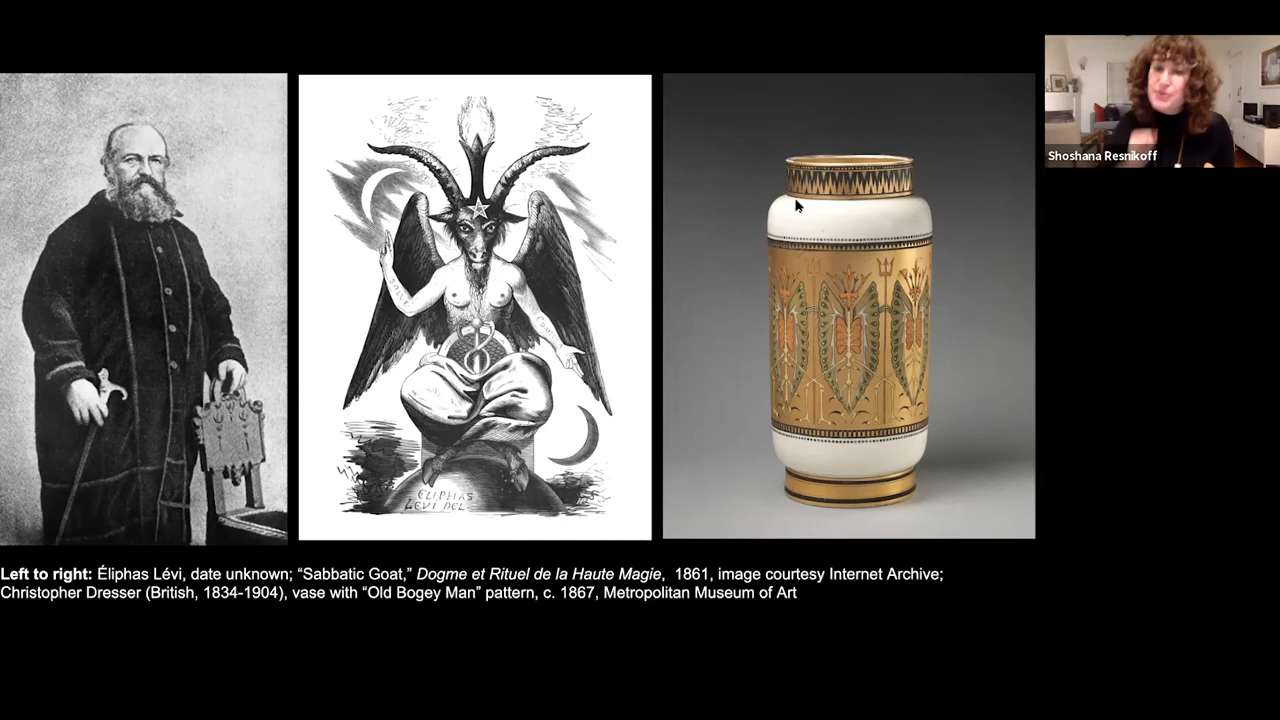 Shoshana Resnikoff
SOLVE
COAGULA
ELIPHAS
LEVI DEL
Left to right: Éliphas Lévi, date unknown; “Sabbatic Goat,” Dogme et Rituel de la Haute Magie, 1861, image courtesy Internet Archive;
Christopher Dresser (British, 1834-1904), vase with “Old Bogey Man” pattern, c. 1867, Metropolitan Museum of Art